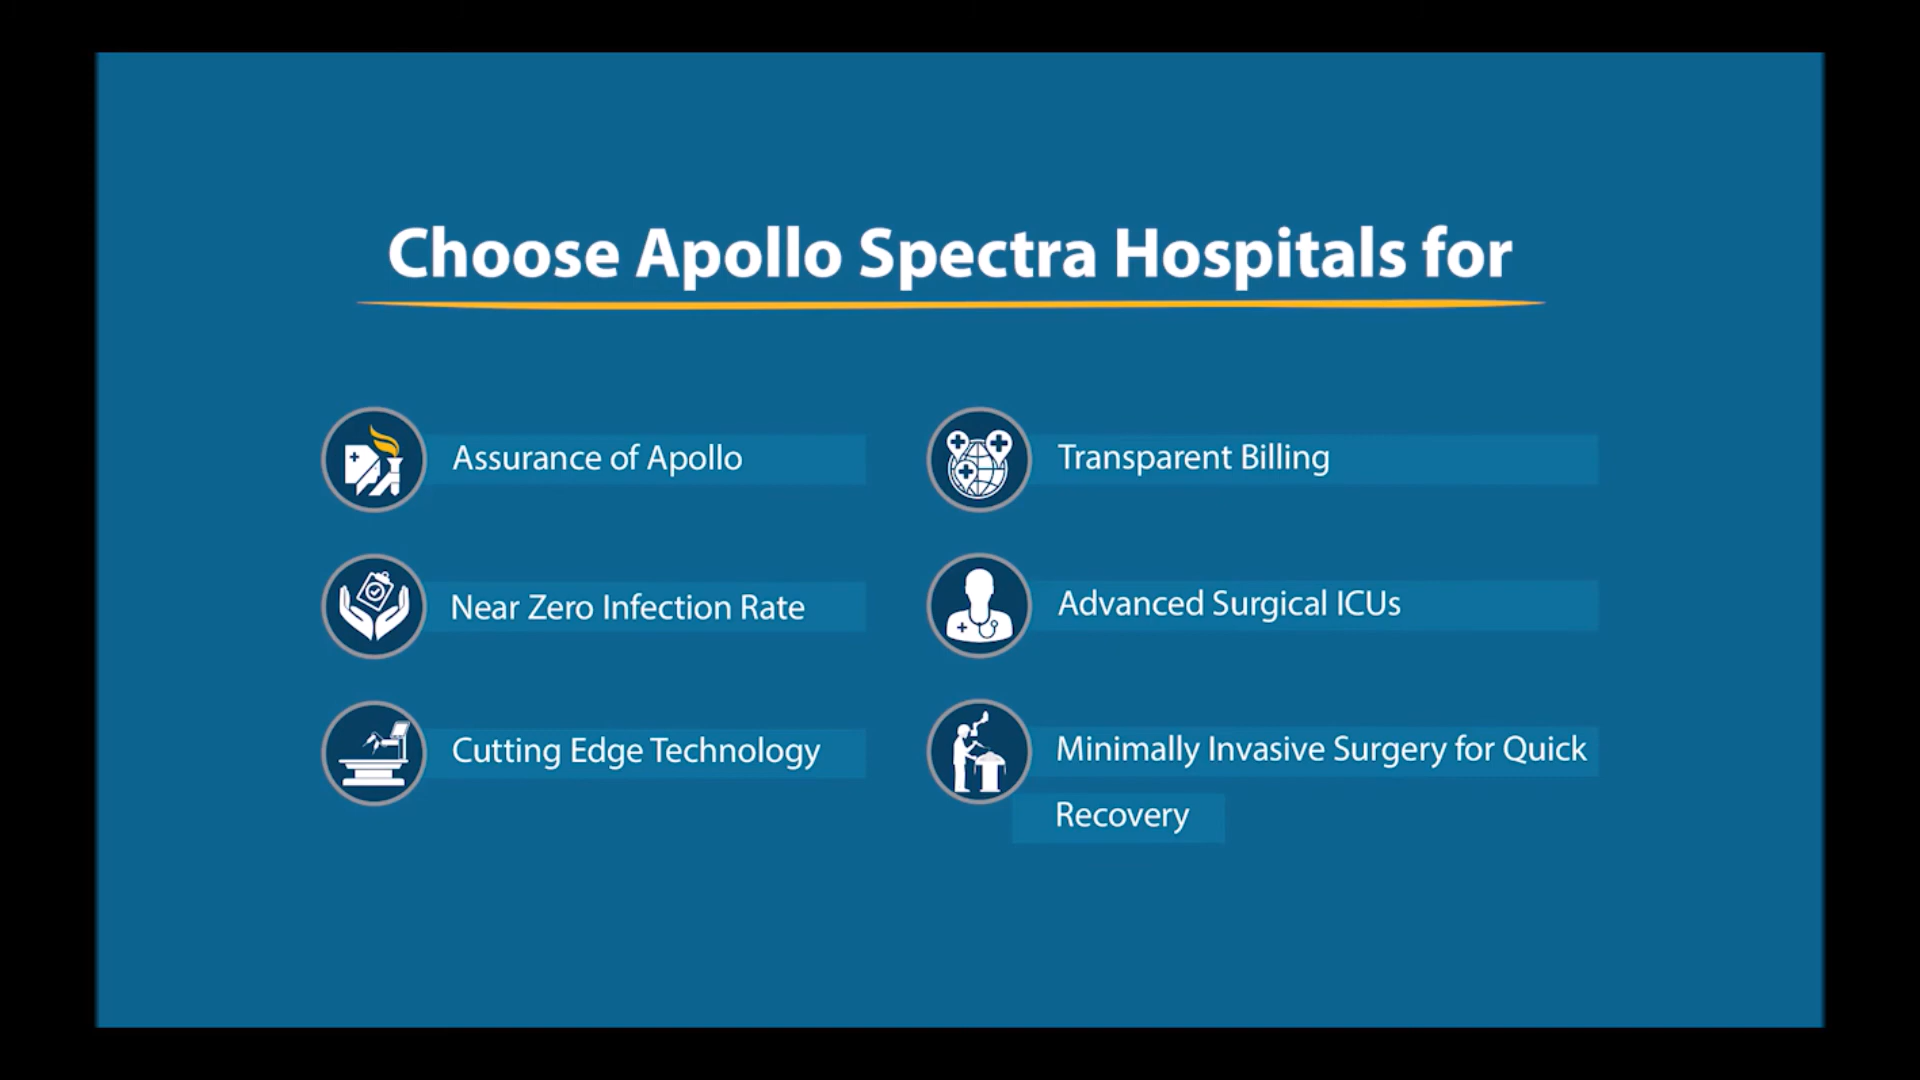 Choose Apollo Spectra Hospitals for
Assurance of Apollo
Near Zero Infection Rate
Cutting Edge Technology
Transparent Billing
Advanced Surgical ICUs
Minimally Invasive Surgery for Quick
Recovery